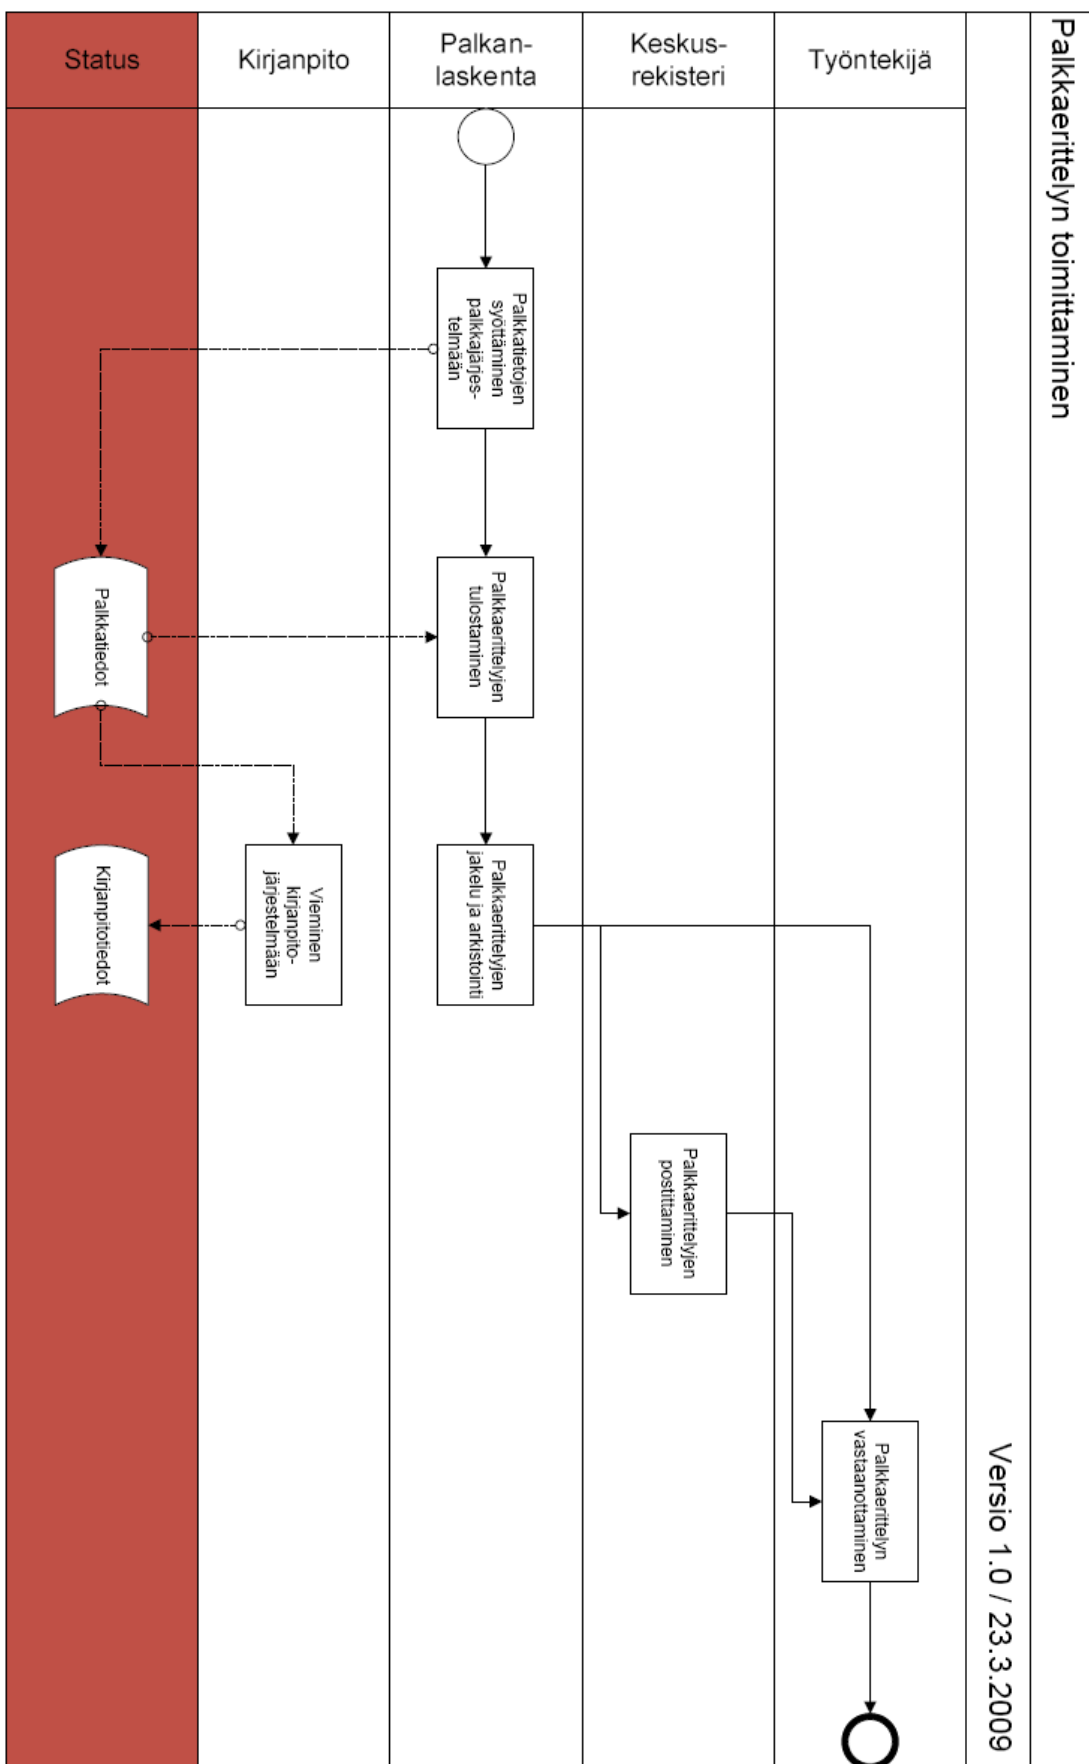 Palkkaerittelyn toimittaminen
Versio 1.0 / 23.3.2009
Työntekijä
Keskus-
rekisteri
Palkan-
laskenta
Kirjanpito
Status
Palkkatietojen
syöttäminen
palkkajärjes-
telmään
Palkkaerittelyjen
tulostaminen
Palkkaerittelyjen
jakelu ja arkistointi
Palkkaerittelyjen
postittaminen
Palkkaerittelyn
vastaanottaminen
Vieminen
kirjanpito-
järjestelmään
Palkkatiedot
Kirjanpitotiedot